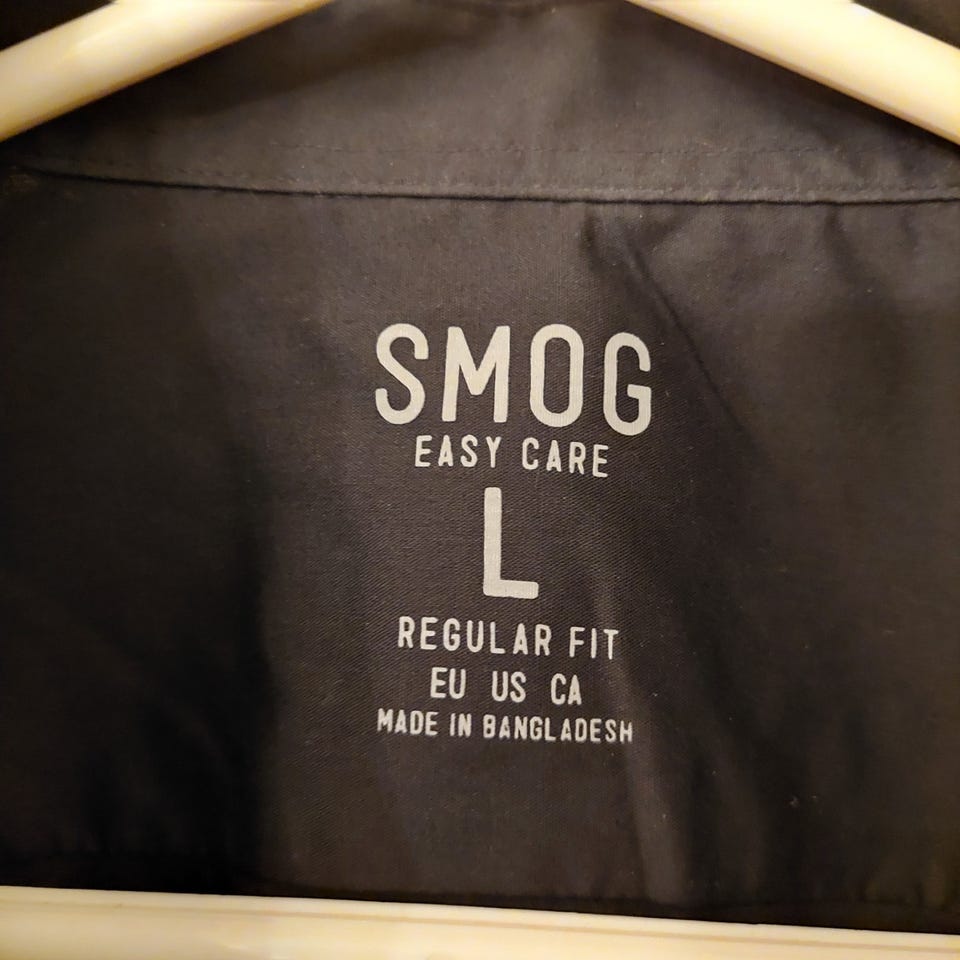 SMOG
EASY CARE
L
REGULAR FIT
EU US CA
MADE IN BANGLADESH